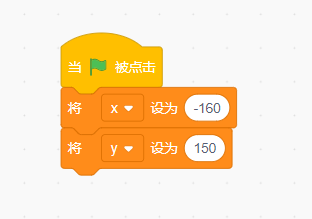 当 被点击
将 x 设为 -160
将 y 设为 150